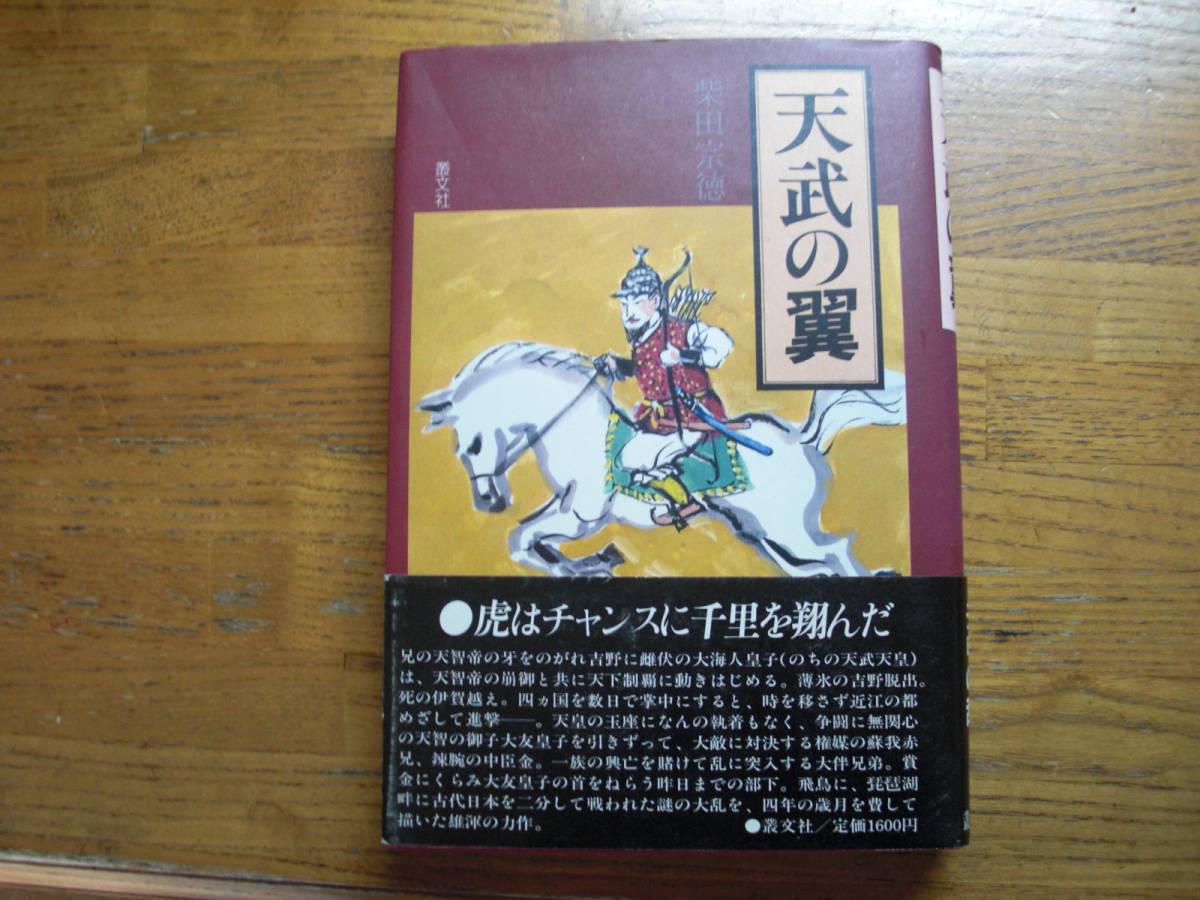 天武の翼
柴田宗徳
叢文社
●虎はチャンスに千里を翔んだ
兄の天智帝の牙をのがれ吉野に雌伏の大海人皇子(のちの天武天皇)
は、天智帝の崩御と共に天下制覇に動きはじめる。薄氷の吉野脱出。
死の伊賀越え。四ヵ国を数日で掌中にすると、時を移さず近江の都
めざして進撃──。天皇の玉座になんの執着もなく、争闘に無関心
の天智の御子大友皇子を引きずって、大敵に対決する権媒の蘇我赤
兄、辣腕の中臣金。一族の興亡を賭けて乱に突入する大伴兄弟。賞
金にくらみ大友皇子の首をねらう昨日までの部下。飛鳥に、琵琶湖
畔に古代日本を二分して戦われた謎の大乱を、四年の歳月を費して
描いた雄渾の力作。
●叢文社/定価1600円